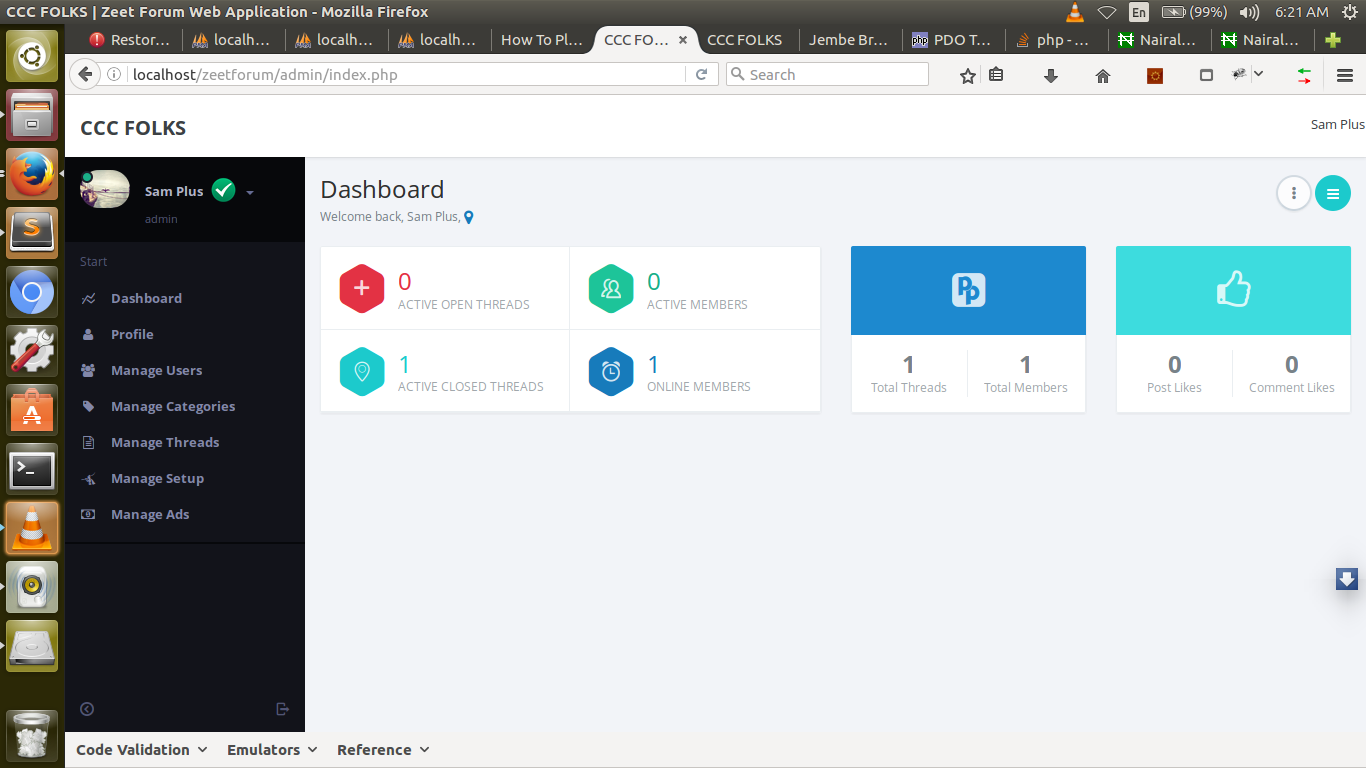 CCC FOLKS | Zeet Forum Web Application - Mozilla Firefox
En (99%) 6:21 AM
Restor... localh... localh... localh... How To Pl... CCC FO... CCC FOLKS Jembe Br... PDO T... php - ... Nairal... Nairal...
localhost/zeetforum/admin/index.php
Search
CCC FOLKS
Sam Plus
Sam Plus
admin
Start
Dashboard
Profile
Manage Users
Manage Categories
Manage Threads
Manage Setup
Manage Ads
Dashboard
Welcome back, Sam Plus,
0
ACTIVE OPEN THREADS
0
ACTIVE MEMBERS
1
ACTIVE CLOSED THREADS
1
ONLINE MEMBERS
1
Total Threads
1
Total Members
0
Post Likes
0
Comment Likes
Code Validation Emulators Reference